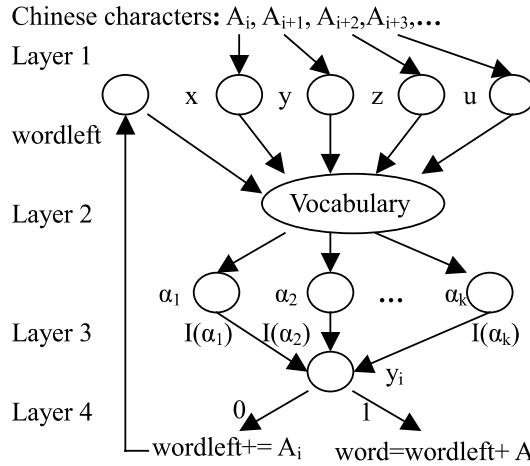 Chinese characters: Aᵢ, Aᵢ₊₁, Aᵢ₊₂,Aᵢ₊₃,...
Layer 1
x y z u
wordleft
Layer 2
Vocabulary
α₁ α₂ ... αₖ
Layer 3
I(α₁) I(α₂) I(αₖ)
yᵢ
Layer 4
0 1
wordleft+= Aᵢ
word=wordleft+ A